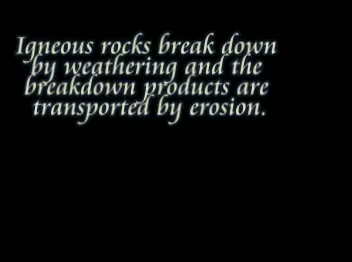 Igneous rocks break down
by weathering and the
breakdown products are
transported by erosion.